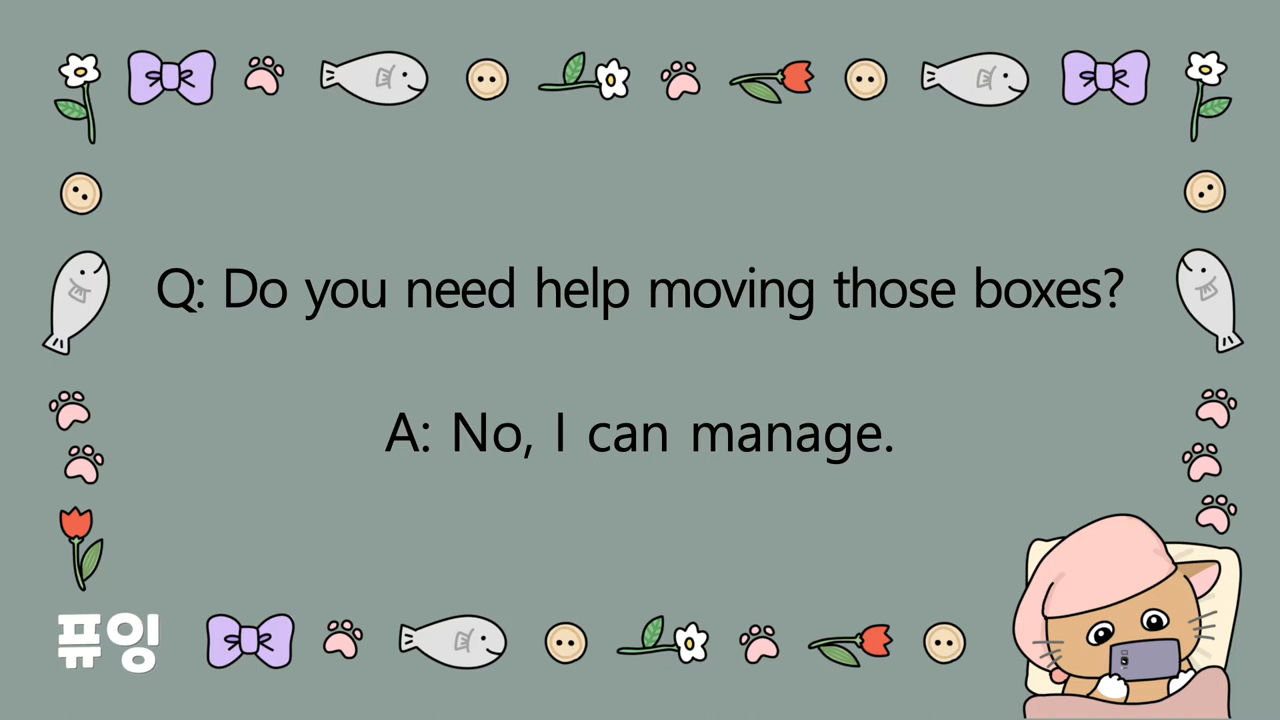 Q: Do you need help moving those boxes?
A: No, I can manage.
퓨잉